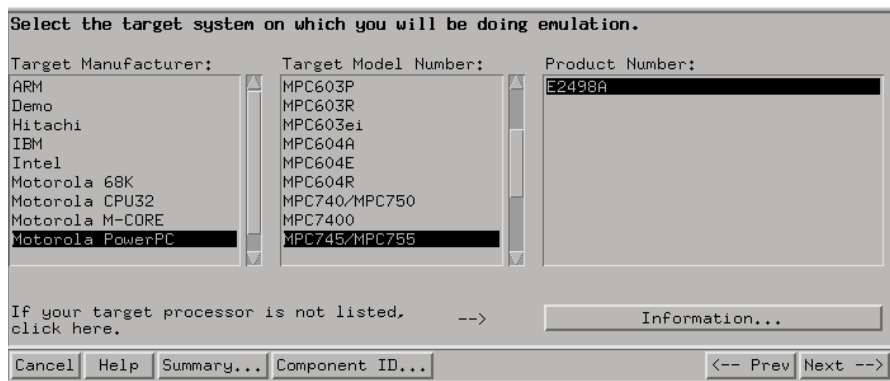 Select the target system on which you will be doing emulation.
Target Manufacturer:
ARM
Demo
Hitachi
IBM
Intel
Motorola 68K
Motorola CPU32
Motorola M-CORE
Motorola PowerPC
Target Model Number:
MPC603P
MPC603R
MPC603ei
MPC604A
MPC604E
MPC604R
MPC740/MPC750
MPC7400
MPC745/MPC755
Product Number:
E2498A
If your target processor is not listed,
click here.
-->
Information...
Cancel
Help
Summary...
Component ID...
<-- Prev
Next -->